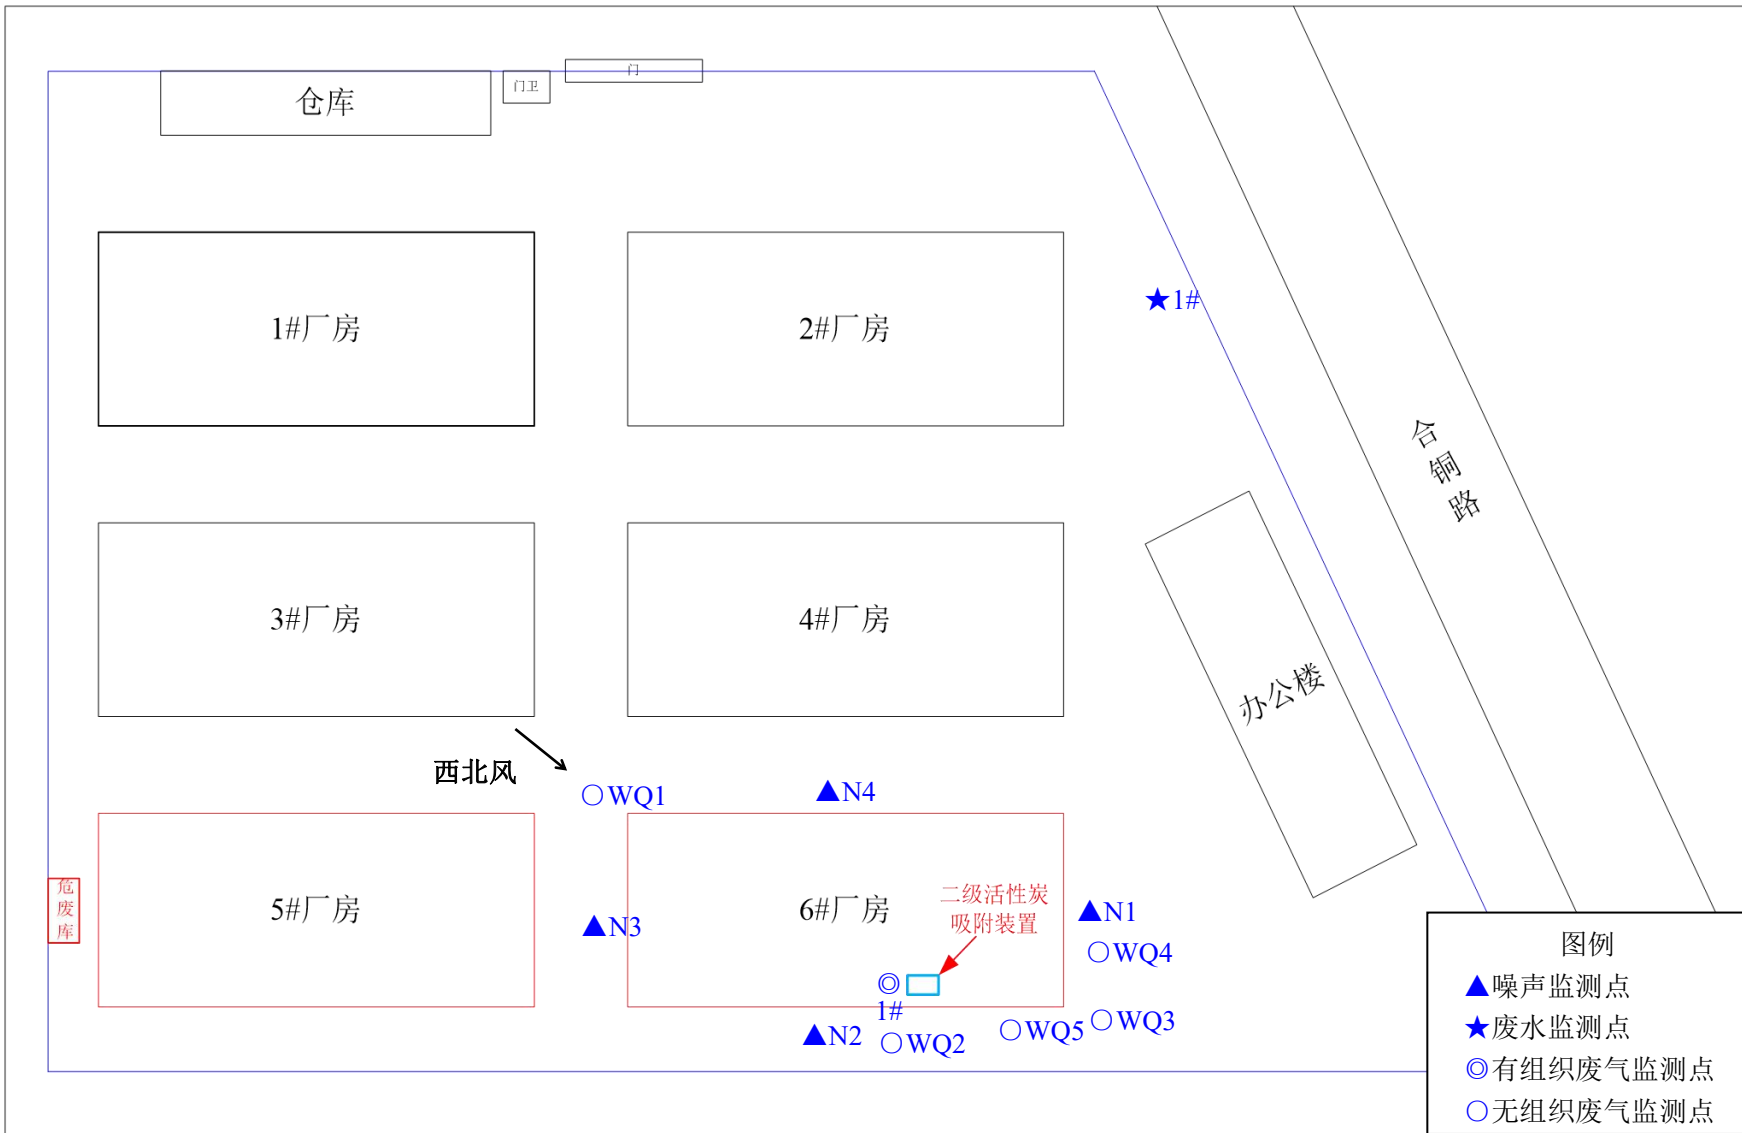 门
仓库
门卫
★1#
1#厂房
2#厂房
合铜路
3#厂房
4#厂房
办公楼
西北风
○WQ1
▲N4
危废库
5#厂房
▲N3
6#厂房
二级活性炭
吸附装置
▲N1
○WQ4
◎
1#
▲N2
○WQ2
○WQ5
○WQ3
图例
▲噪声监测点
★废水监测点
◎有组织废气监测点
○无组织废气监测点